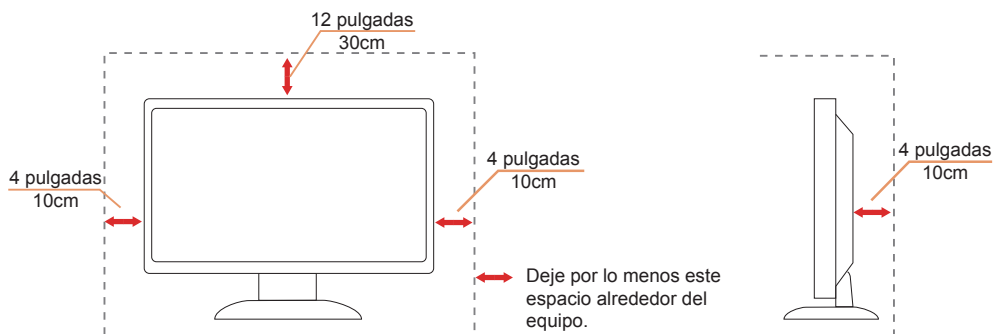 12 pulgadas
30cm
4 pulgadas
10cm
4 pulgadas
10cm
4 pulgadas
10cm
Deje por lo menos este
espacio alrededor del
equipo.